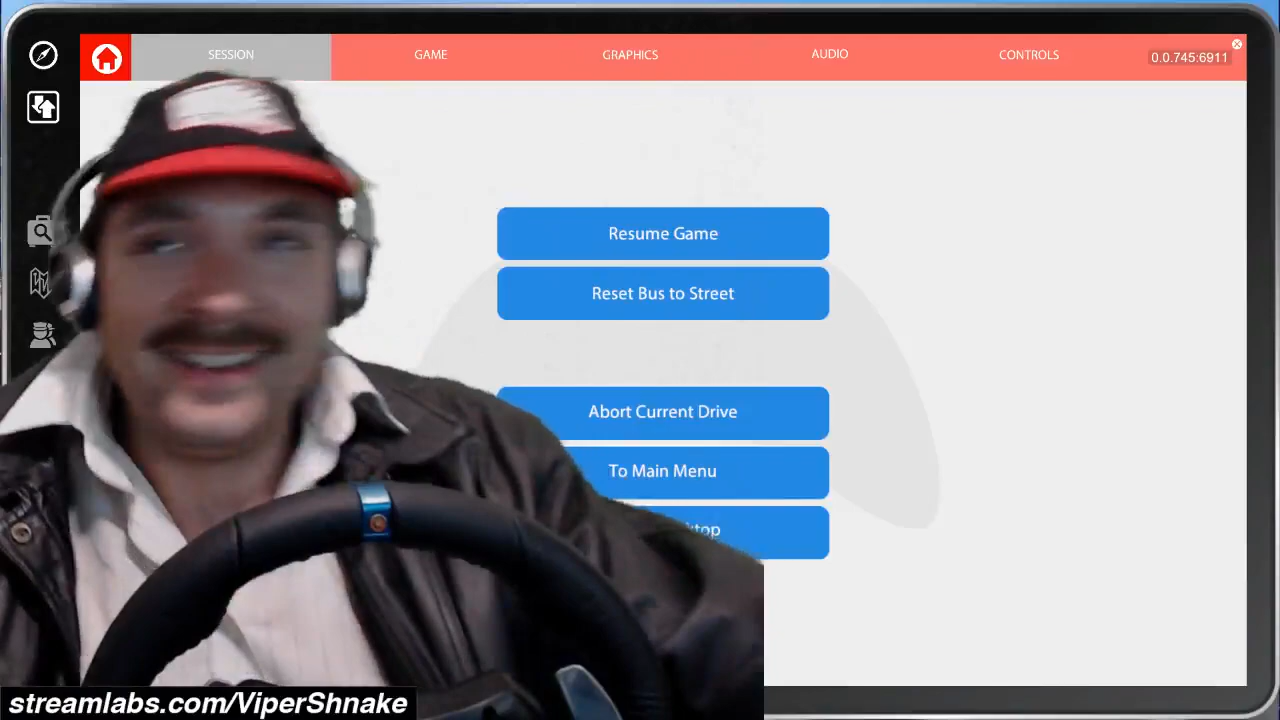 SESSION
GAME
GRAPHICS
AUDIO
CONTROLS
0.0.745:6911
Resume Game
Reset Bus to Street
Abort Current Drive
To Main Menu
streamlabs.com/ViperShnake